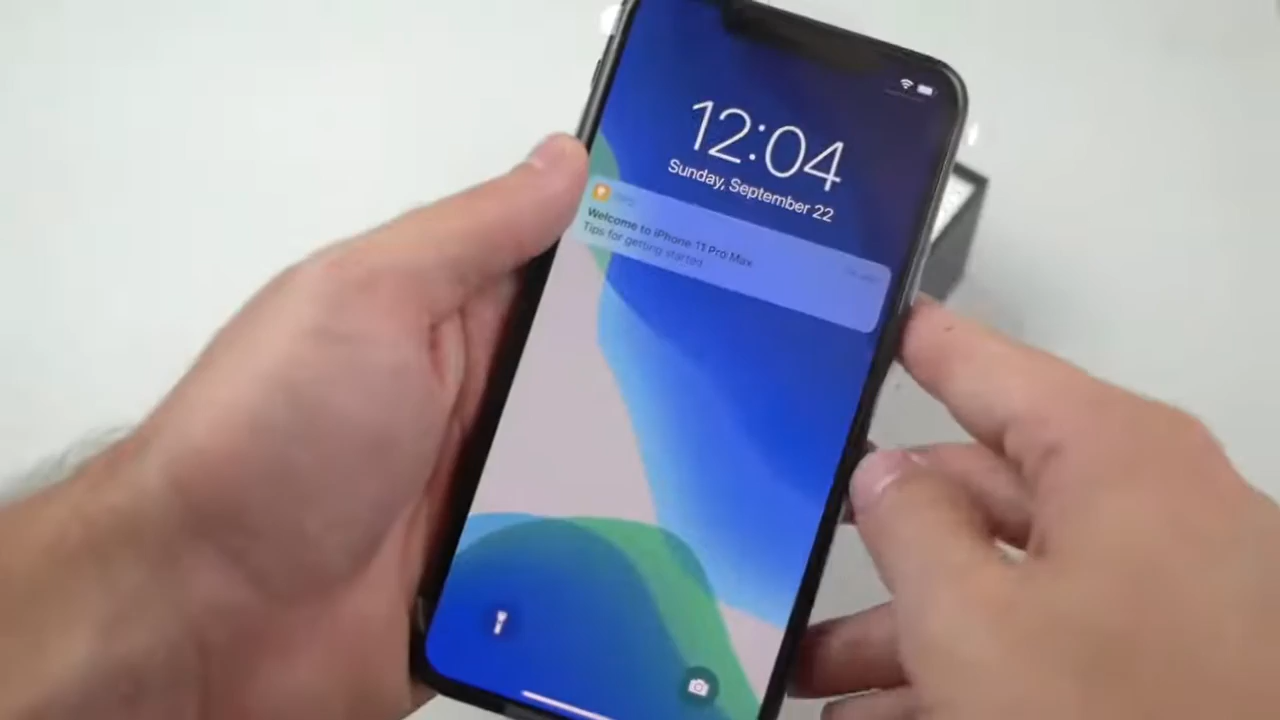 12:04
Sunday, September 22
Welcome to iPhone 11 Pro Max
Tips for getting started